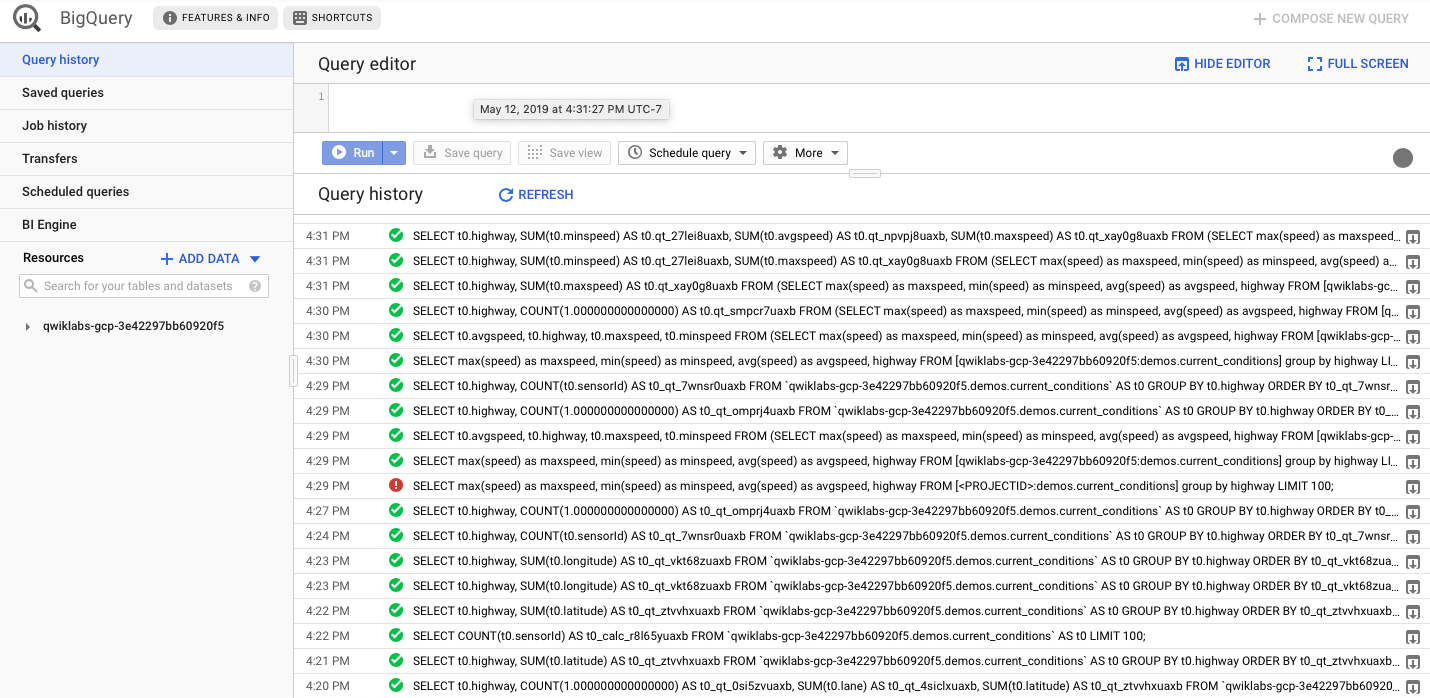 BigQuery FEATURES & INFO SHORTCUTS COMPOSE NEW QUERY
Query history
Saved queries
Job history
Transfers
Scheduled queries
BI Engine
Resources ADD DATA
Search for your tables and datasets
qwiklabs-gcp-3e42297bb60920f5
Query editor HIDE EDITOR FULL SCREEN
1
May 12, 2019 at 4:31:27 PM UTC-7
Run Save query Save view Schedule query More
Query history REFRESH
4:31 PM SELECT t0.highway, SUM(t0.minspeed) AS t0.qt_27lei8uaxb, SUM(t0.avgspeed) AS t0.qt_npvpj8uaxb, SUM(t0.maxspeed) AS t0.qt_xay0g8uaxb FROM (SELECT max(speed) as maxspeed...
4:31 PM SELECT t0.highway, SUM(t0.minspeed) AS t0.qt_27lei8uaxb, SUM(t0.maxspeed) AS t0.qt_xay0g8uaxb FROM (SELECT max(speed) as maxspeed, min(speed) as minspeed, avg(speed) a...
4:31 PM SELECT t0.highway, SUM(t0.maxspeed) AS t0.qt_xay0g8uaxb FROM (SELECT max(speed) as maxspeed, min(speed) as minspeed, avg(speed) as avgspeed, highway FROM [qwiklabs-gc...
4:30 PM SELECT t0.highway, COUNT(1.000000000000000) AS t0.qt_smpcr7uaxb FROM (SELECT max(speed) as maxspeed, min(speed) as minspeed, avg(speed) as avgspeed, highway FROM [q...
4:30 PM SELECT t0.avgspeed, t0.highway, t0.maxspeed, t0.minspeed FROM (SELECT max(speed) as maxspeed, min(speed) as minspeed, avg(speed) as avgspeed, highway FROM [qwiklabs-gcp-...
4:30 PM SELECT max(speed) as maxspeed, min(speed) as minspeed, avg(speed) as avgspeed, highway FROM [qwiklabs-gcp-3e42297bb60920f5:demos.current_conditions] group by highway LI...
4:29 PM SELECT t0.highway, COUNT(t0.sensorId) AS t0_qt_7wnsr0uaxb FROM `qwiklabs-gcp-3e42297bb60920f5.demos.current_conditions` AS t0 GROUP BY t0.highway ORDER BY t0_qt_7wnsr...
4:29 PM SELECT t0.highway, COUNT(1.000000000000000) AS t0_qt_omprj4uaxb FROM `qwiklabs-gcp-3e42297bb60920f5.demos.current_conditions` AS t0 GROUP BY t0.highway ORDER BY t0_...
4:29 PM SELECT t0.avgspeed, t0.highway, t0.maxspeed, t0.minspeed FROM (SELECT max(speed) as maxspeed, min(speed) as minspeed, avg(speed) as avgspeed, highway FROM [qwiklabs-gcp-...
4:29 PM SELECT max(speed) as maxspeed, min(speed) as minspeed, avg(speed) as avgspeed, highway FROM [qwiklabs-gcp-3e42297bb60920f5:demos.current_conditions] group by highway LI...
4:29 PM SELECT max(speed) as maxspeed, min(speed) as minspeed, avg(speed) as avgspeed, highway FROM [<PROJECTID>:demos.current_conditions] group by highway LIMIT 100;
4:27 PM SELECT t0.highway, COUNT(1.000000000000000) AS t0_qt_omprj4uaxb FROM `qwiklabs-gcp-3e42297bb60920f5.demos.current_conditions` AS t0 GROUP BY t0.highway ORDER BY t0_...
4:24 PM SELECT t0.highway, COUNT(t0.sensorId) AS t0_qt_7wnsr0uaxb FROM `qwiklabs-gcp-3e42297bb60920f5.demos.current_conditions` AS t0 GROUP BY t0.highway ORDER BY t0_qt_7wnsr...
4:23 PM SELECT t0.highway, SUM(t0.longitude) AS t0_qt_vkt68zuaxb FROM `qwiklabs-gcp-3e42297bb60920f5.demos.current_conditions` AS t0 GROUP BY t0.highway ORDER BY t0_qt_vkt68zua...
4:23 PM SELECT t0.highway, SUM(t0.longitude) AS t0_qt_vkt68zuaxb FROM `qwiklabs-gcp-3e42297bb60920f5.demos.current_conditions` AS t0 GROUP BY t0.highway ORDER BY t0_qt_vkt68zua...
4:22 PM SELECT t0.highway, SUM(t0.latitude) AS t0_qt_ztvvhxuaxb FROM `qwiklabs-gcp-3e42297bb60920f5.demos.current_conditions` AS t0 GROUP BY t0.highway ORDER BY t0_qt_ztvvhxuaxb...
4:22 PM SELECT COUNT(t0.sensorId) AS t0_calc_r8l65yuaxb FROM `qwiklabs-gcp-3e42297bb60920f5.demos.current_conditions` AS t0 LIMIT 100;
4:21 PM SELECT t0.highway, SUM(t0.latitude) AS t0_qt_ztvvhxuaxb FROM `qwiklabs-gcp-3e42297bb60920f5.demos.current_conditions` AS t0 GROUP BY t0.highway ORDER BY t0_qt_ztvvhxuaxb...
4:20 PM SELECT t0.highway, COUNT(1.000000000000000) AS t0_qt_0si5zvuaxb, SUM(t0.lane) AS t0_qt_4siclxuaxb, SUM(t0.latitude) AS t0_qt_ztvvhxuaxb FROM `qwiklabs-gcp-3e42297bb60920f5...